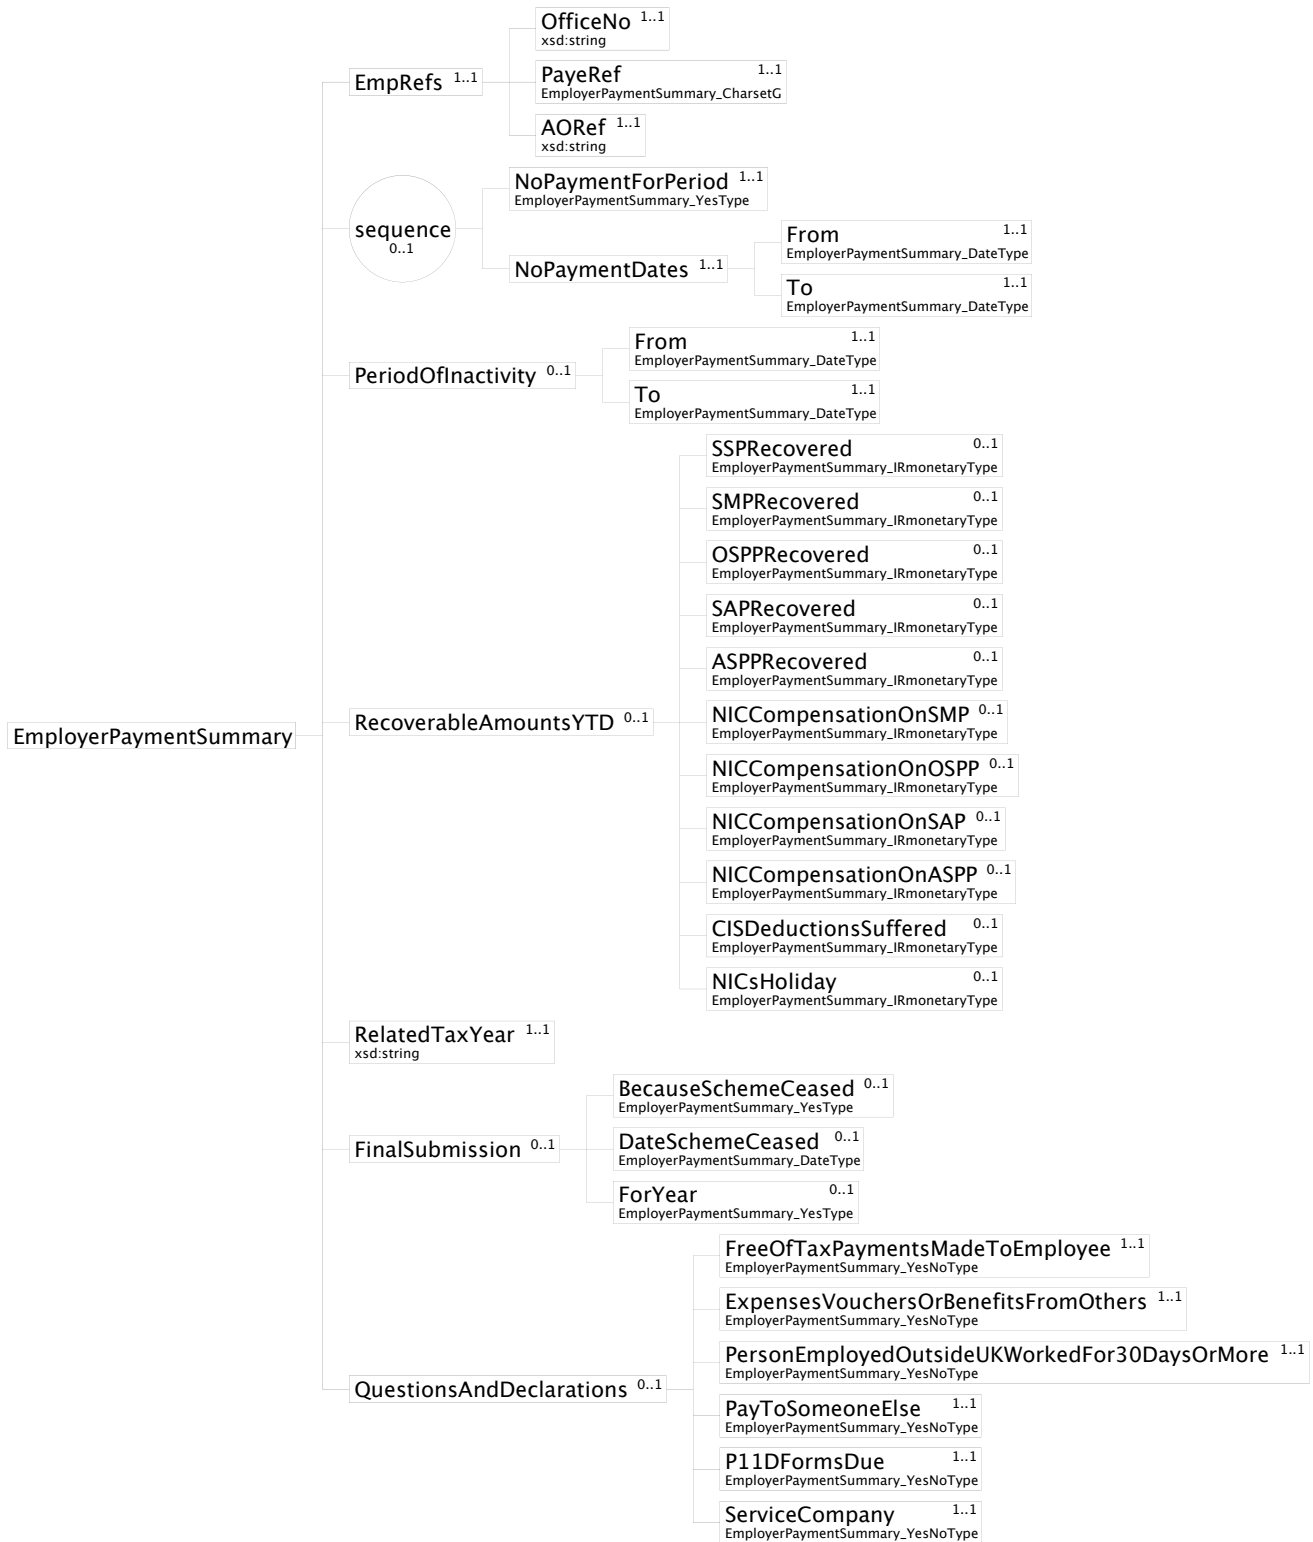 OfficeNo 1..1
xsd:string
EmpRefs 1..1
PayeRef 1..1
EmployerPaymentSummary_CharsetG
AORef 1..1
xsd:string
NoPaymentForPeriod 1..1
EmployerPaymentSummary_YesType
sequence
0..1
From 1..1
EmployerPaymentSummary_DateType
NoPaymentDates 1..1
To 1..1
EmployerPaymentSummary_DateType
From 1..1
EmployerPaymentSummary_DateType
PeriodOfInactivity 0..1
To 1..1
EmployerPaymentSummary_DateType
SSPRecovered 0..1
EmployerPaymentSummary_IRmonetaryType
SMPRecovered 0..1
EmployerPaymentSummary_IRmonetaryType
OSPPRecovered 0..1
EmployerPaymentSummary_IRmonetaryType
SAPRecovered 0..1
EmployerPaymentSummary_IRmonetaryType
ASPPRecovered 0..1
EmployerPaymentSummary_IRmonetaryType
EmployerPaymentSummary
RecoverableAmountsYTD 0..1
NICCompensationOnSMP 0..1
EmployerPaymentSummary_IRmonetaryType
NICCompensationOnOSPP 0..1
EmployerPaymentSummary_IRmonetaryType
NICCompensationOnSAP 0..1
EmployerPaymentSummary_IRmonetaryType
NICCompensationOnASPP 0..1
EmployerPaymentSummary_IRmonetaryType
CISDeductionsSuffered 0..1
EmployerPaymentSummary_IRmonetaryType
NICsHoliday 0..1
EmployerPaymentSummary_IRmonetaryType
RelatedTaxYear 1..1
xsd:string
BecauseSchemeCeased 0..1
EmployerPaymentSummary_YesType
FinalSubmission 0..1
DateSchemeCeased 0..1
EmployerPaymentSummary_DateType
ForYear 0..1
EmployerPaymentSummary_YesType
FreeOfTaxPaymentsMadeToEmployee 1..1
EmployerPaymentSummary_YesNoType
ExpensesVouchersOrBenefitsFromOthers 1..1
EmployerPaymentSummary_YesNoType
PersonEmployedOutsideUKWorkedFor30DaysOrMore 1..1
EmployerPaymentSummary_YesNoType
QuestionsAndDeclarations 0..1
PayToSomeoneElse 1..1
EmployerPaymentSummary_YesNoType
P11DFormsDue 1..1
EmployerPaymentSummary_YesNoType
ServiceCompany 1..1
EmployerPaymentSummary_YesNoType